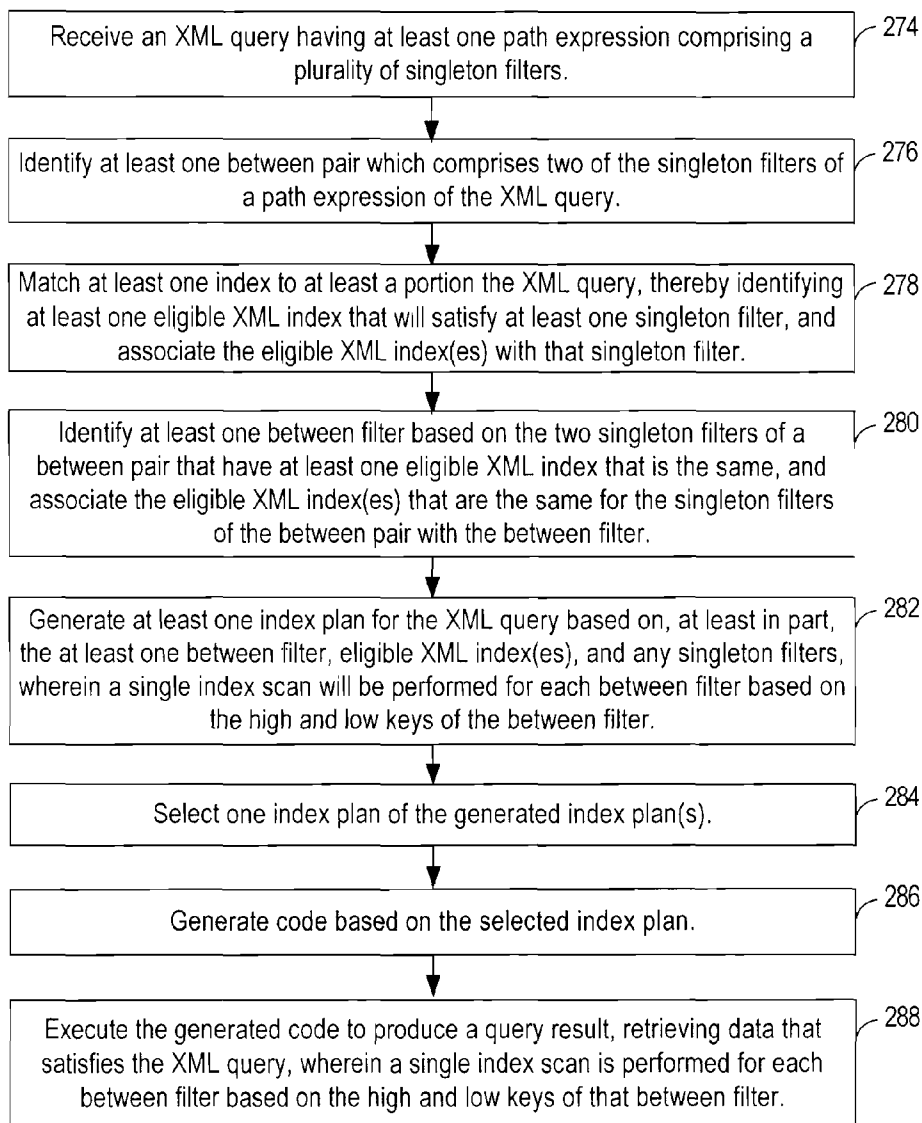 Receive an XML query having at least one path expression comprising a
plurality of singleton filters.
274
Identify at least one between pair which comprises two of the singleton filters of
a path expression of the XML query.
276
Match at least one index to at least a portion the XML query, thereby identifying
at least one eligible XML index that will satisfy at least one singleton filter, and
associate the eligible XML index(es) with that singleton filter.
278
Identify at least one between filter based on the two singleton filters of a
between pair that have at least one eligible XML index that is the same, and
associate the eligible XML index(es) that are the same for the singleton filters
of the between pair with the between filter.
280
Generate at least one index plan for the XML query based on, at least in part,
the at least one between filter, eligible XML index(es), and any singleton filters,
wherein a single index scan will be performed for each between filter based on
the high and low keys of the between filter.
282
Select one index plan of the generated index plan(s).
284
Generate code based on the selected index plan.
286
Execute the generated code to produce a query result, retrieving data that
satisfies the XML query, wherein a single index scan is performed for each
between filter based on the high and low keys of that between filter.
288